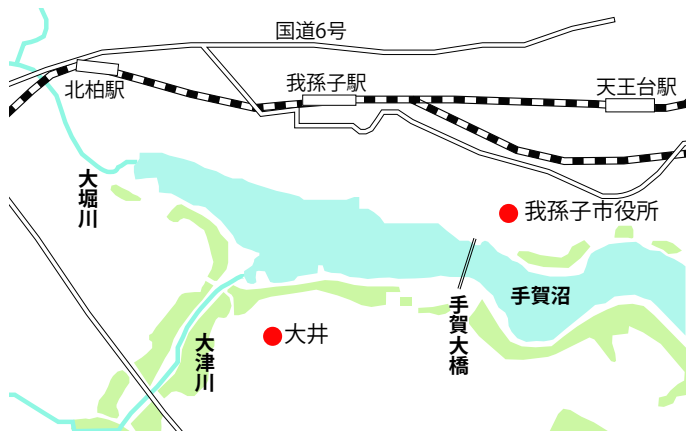 国道6号
北柏駅
我孫子駅
天王台駅
大堀川
我孫子市役所
手賀沼
手賀大橋
大津川
大井